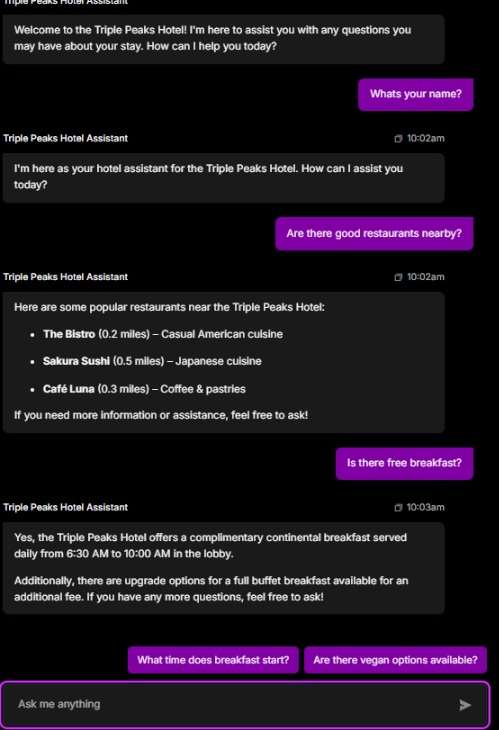 Triple Peaks Hotel Assistant
Welcome to the Triple Peaks Hotel! I'm here to assist you with any questions you
may have about your stay. How can I help you today?
Whats your name?
Triple Peaks Hotel Assistant 10:02am
I'm here as your hotel assistant for the Triple Peaks Hotel. How can I assist you
today?
Are there good restaurants nearby?
Triple Peaks Hotel Assistant 10:02am
Here are some popular restaurants near the Triple Peaks Hotel:
• The Bistro (0.2 miles) – Casual American cuisine
• Sakura Sushi (0.5 miles) – Japanese cuisine
• Café Luna (0.3 miles) – Coffee & pastries
If you need more information or assistance, feel free to ask!
Is there free breakfast?
Triple Peaks Hotel Assistant 10:03am
Yes, the Triple Peaks Hotel offers a complimentary continental breakfast served
daily from 6:30 AM to 10:00 AM in the lobby.
Additionally, there are upgrade options for a full buffet breakfast available for an
additional fee. If you have any more questions, feel free to ask!
What time does breakfast start? Are there vegan options available?
Ask me anything